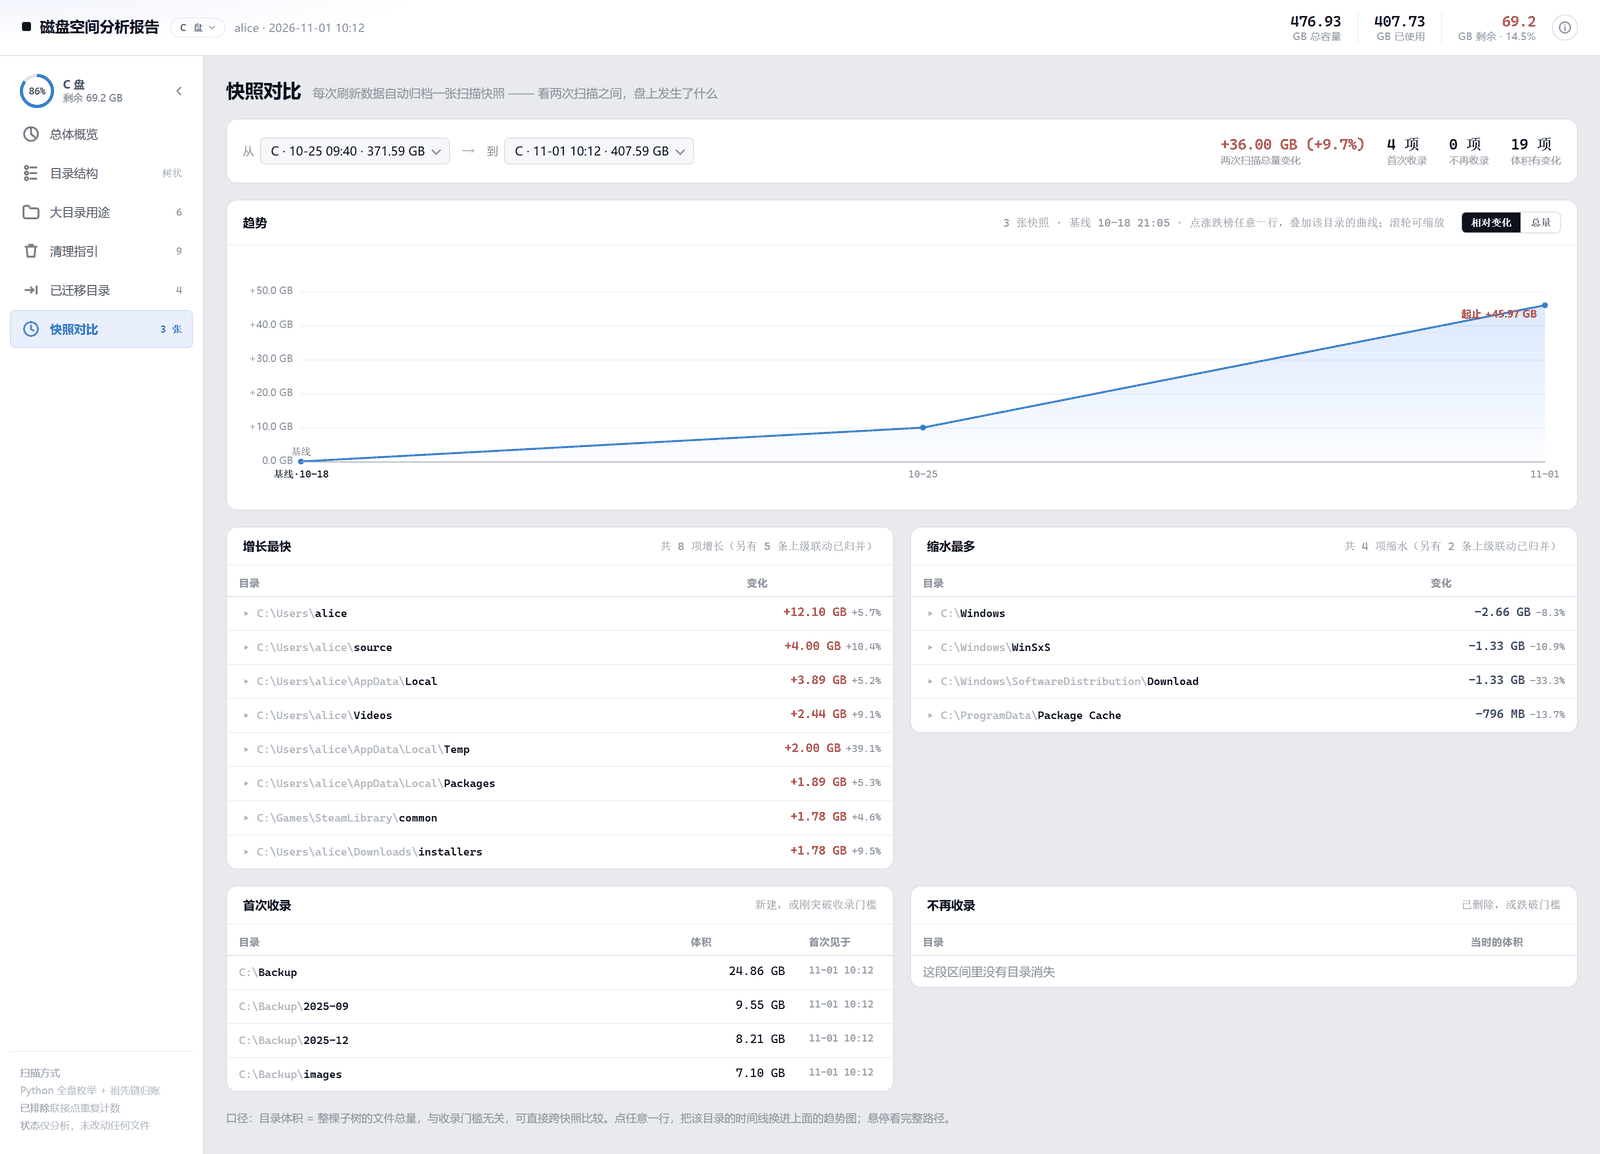 磁盘空间分析报告 C 盘 alice · 2026-11-01 10:12
476.93 407.73 69.2
GB 总容量 GB 已使用 GB 剩余 · 14.5%
86% C 盘
剩余 69.2 GB
总体概览
目录结构 树状
大目录用途 6
清理指引 9
已迁移目录 4
快照对比 3 张
扫描方式
Python 全盘枚举 + 祖先链归账
已排除联接点重复计数
状态仅分析，未改动任何文件
快照对比 每次刷新数据自动归档一张扫描快照 —— 看两次扫描之间，盘上发生了什么
从 C · 10-25 09:40 · 371.59 GB → 到 C · 11-01 10:12 · 407.59 GB
+36.00 GB (+9.7%) 4 项 0 项 19 项
两次扫描总量变化 首次收录 不再收录 体积有变化
趋势 3 张快照 · 基线 10-18 21:05 · 点涨跌榜任意一行，叠加该目录的曲线；滚轮可缩放 相对变化 总量
+50.0 GB
+40.0 GB
+30.0 GB
+20.0 GB
+10.0 GB
0.0 GB
起止 +45.97 GB
基线
基线·10-18 10-25 11-01
增长最快 共 8 项增长（另有 5 条上级联动已归并）
目录 变化
▸ C:\Users\alice +12.10 GB +5.7%
▸ C:\Users\alice\source +4.00 GB +10.4%
▸ C:\Users\alice\AppData\Local +3.89 GB +5.2%
▸ C:\Users\alice\Videos +2.44 GB +9.1%
▸ C:\Users\alice\AppData\Local\Temp +2.00 GB +39.1%
▸ C:\Users\alice\AppData\Local\Packages +1.89 GB +5.3%
▸ C:\Games\SteamLibrary\common +1.78 GB +4.6%
▸ C:\Users\alice\Downloads\installers +1.78 GB +9.5%
缩水最多 共 4 项缩水（另有 2 条上级联动已归并）
目录 变化
▸ C:\Windows −2.66 GB −8.3%
▸ C:\Windows\WinSxS −1.33 GB −10.9%
▸ C:\Windows\SoftwareDistribution\Download −1.33 GB −33.3%
▸ C:\ProgramData\Package Cache −796 MB −13.7%
首次收录 新建，或刚突破收录门槛
目录 体积 首次见于
C:\Backup 24.86 GB 11-01 10:12
C:\Backup\2025-09 9.55 GB 11-01 10:12
C:\Backup\2025-12 8.21 GB 11-01 10:12
C:\Backup\images 7.10 GB 11-01 10:12
不再收录 已删除，或跌破门槛
目录 当时的体积
这段区间里没有目录消失
口径：目录体积 = 整棵子树的文件总量，与收录门槛无关，可直接跨快照比较。点任意一行，把该目录的时间线换进上面的趋势图；悬停看完整路径。